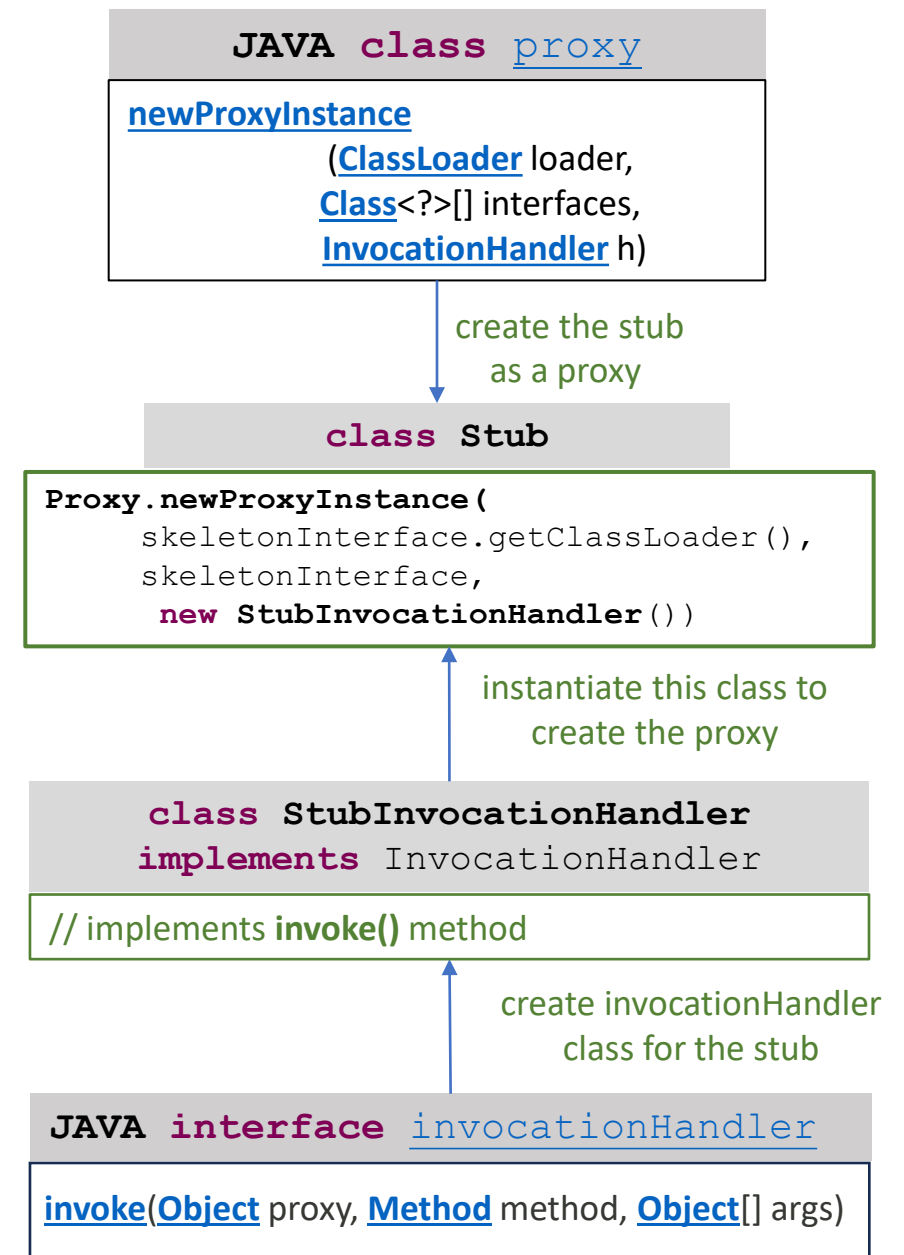 JAVA class proxy
newProxyInstance
(ClassLoader loader,
Class<?>[] interfaces,
InvocationHandler h)
create the stub
as a proxy
class Stub
Proxy.newProxyInstance(
skeletonInterface.getClassLoader(),
skeletonInterface,
new StubInvocationHandler())
instantiate this class to
create the proxy
class StubInvocationHandler
implements InvocationHandler
// implements invoke() method
create invocationHandler
class for the stub
JAVA interface invocationHandler
invoke(Object proxy, Method method, Object[] args)